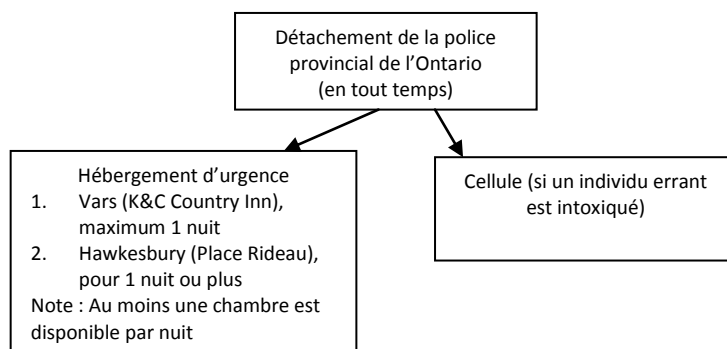 Détachement de la police
provincial de l’Ontario
(en tout temps)
Hébergement d’urgence
1. Vars (K&C Country Inn),
maximum 1 nuit
2. Hawkesbury (Place Rideau),
pour 1 nuit ou plus
Note : Au moins une chambre est
disponible par nuit
Cellule (si un individu errant
est intoxiqué)